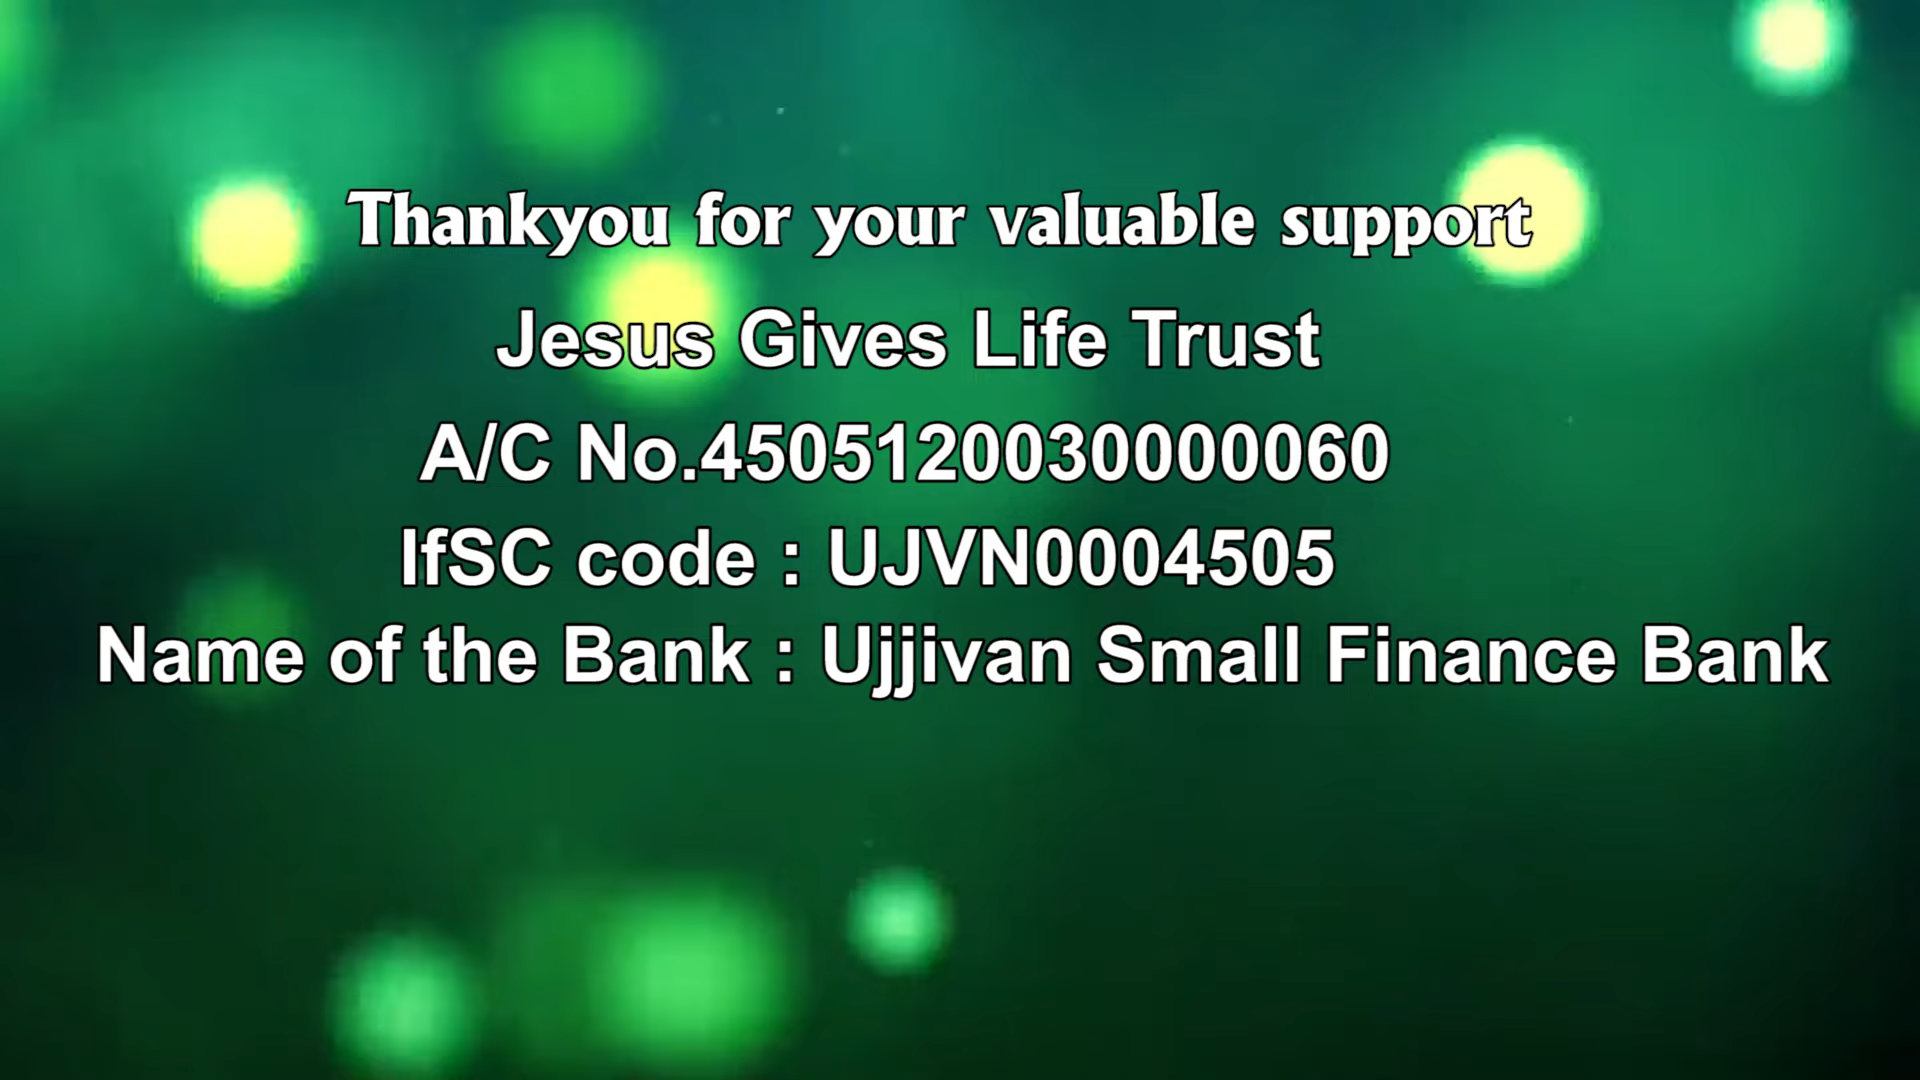 Thankyou for your valuable support
Jesus Gives Life Trust
A/C No.4505120030000060
IfSC code : UJVN0004505
Name of the Bank : Ujjivan Small Finance Bank